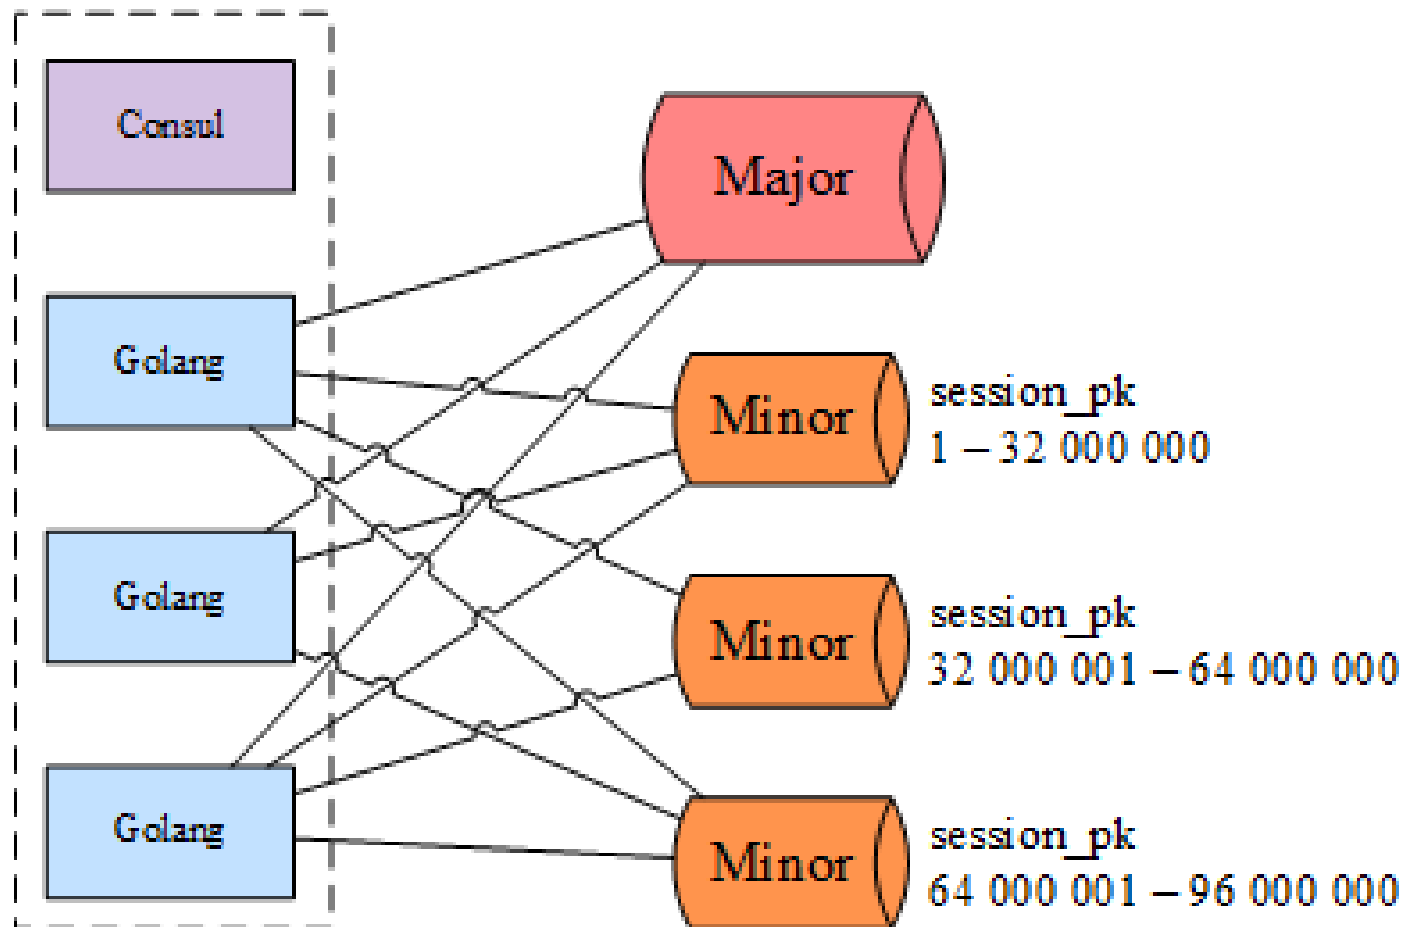 Consul
Major
Golang
Minor
session_pk
1 – 32 000 000
Golang
Minor
session_pk
32 000 001 – 64 000 000
Golang
Minor
session_pk
64 000 001 – 96 000 000